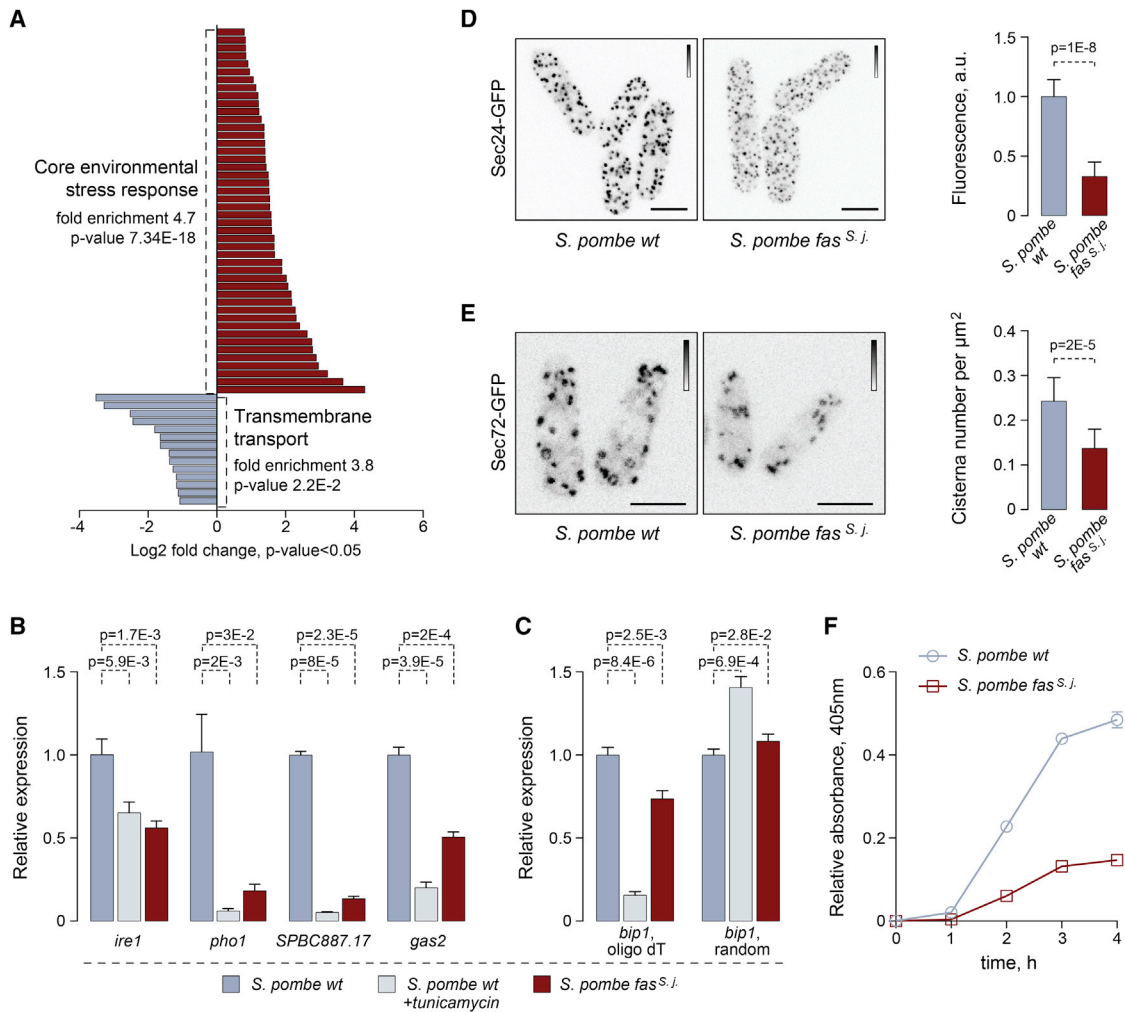 A
Core environmental
stress response
fold enrichment 4.7
p-value 7.34E-18
Transmembrane
transport
fold enrichment 3.8
p-value 2.2E-2
-4 -2 0 2 4 6
Log2 fold change, p-value<0.05
D
Sec24-GFP
S. pombe wt
S. pombe fas S. j.
Fluorescence, a.u.
1.5
1.0
0.5
0
p=1E-8
S. pombe
wt
S. pombe
fas S. j.
E
Sec72-GFP
S. pombe wt
S. pombe fas S. j.
Cisterna number per µm2
0.4
0.3
0.2
0.1
0
p=2E-5
S. pombe
wt
S. pombe
fas S. j.
B
p=1.7E-3 p=3E-2 p=2.3E-5 p=2E-4
p=5.9E-3 p=2E-3 p=8E-5 p=3.9E-5
Relative expression
1.5
1.0
0.5
0
ire1 pho1 SPBC887.17 gas2
C
p=2.5E-3 p=2.8E-2
p=8.4E-6 p=6.9E-4
Relative expression
1.5
1.0
0.5
0
bip1,
oligo dT
bip1,
random
S. pombe wt
S. pombe wt
+tunicamycin
S. pombe fas S. j.
F
S. pombe wt
S. pombe fas S. j.
Relative absorbance, 405nm
0.6
0.4
0.2
0
0 1 2 3 4
time, h